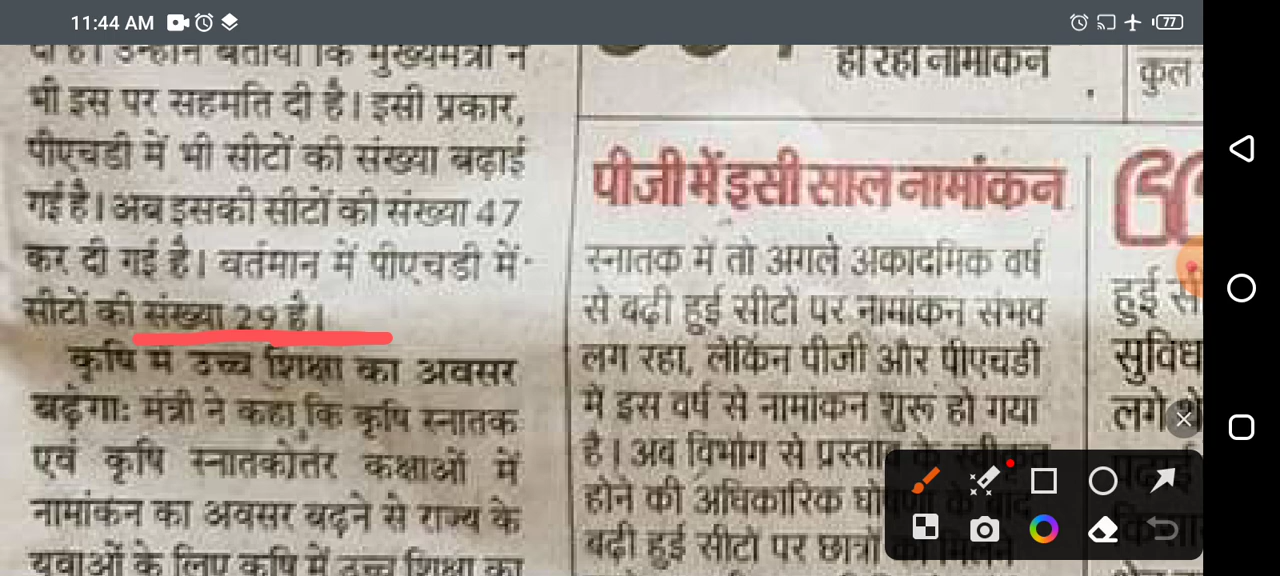 11:44 AM
77
भी इस पर सहमति दी है। इसी प्रकार,
पीएचडी में भी सीटों की संख्या बढ़ाई
गई है। अब इसकी सीटों की संख्या 47
कर दी गई है। वर्तमान में पीएचडी में
सीटों की संख्या 29 है।
कृषि में उच्च शिक्षा का अवसर
बढ़ेगा: मंत्री ने कहा कि कृषि स्नातक
एवं कृषि स्नातकोत्तर कक्षाओं में
नामांकन का अवसर बढ़ने से राज्य के
युवाओं के लिए कृषि में उच्च शिक्षा का
हो रहा नामांकन
पीजी में इसी साल नामांकन
स्नातक में तो अगले अकादमिक वर्ष
से बढ़ी हुई सीटो पर नामांकन संभव
लग रहा, लेकिन पीजी और पीएचडी
में इस वर्ष से नामांकन शुरू हो गया
है। अब विभाग से प्रस्ताव के स्वीकृत
होने की अधिकारिक घोषणा के बाद
बढ़ी हुई सीटों पर छात्रों को मिलने
कुल
हुई
सुविध
लगे